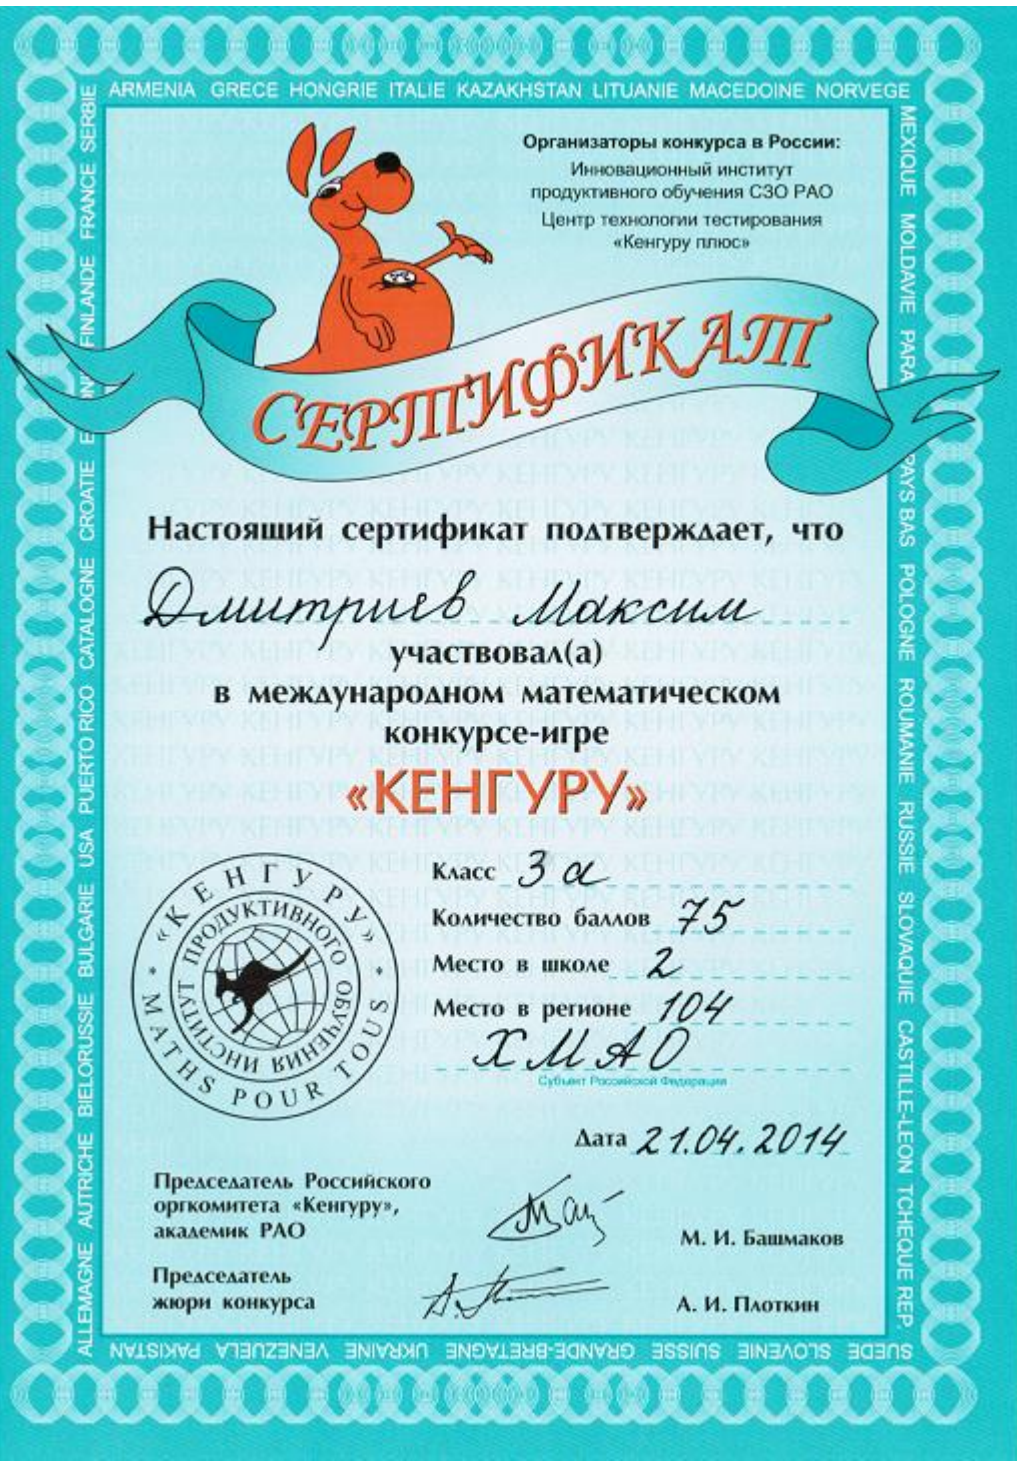 ARMENIA GRECE HONGRIE ITALIE KAZAKHSTAN LITUANIE MACEDOINE NORVEGE
MEXIQUE MOLDAVIE PARA PAYS BAS POLOGNE ROUMANIE RUSSIE SLOVAQUIE CASTILLE-LEON TCHEQUE REP.
Организаторы конкурса в России:
Инновационный институт
продуктивного обучения СЗО РАО
Центр технологии тестирования
«Кенгуру плюс»
СЕРТИФИКАТ
Настоящий сертификат подтверждает, что
Дмитриев Максим
участвовал(а)
в международном математическом
конкурсе-игре
«КЕНГУРУ»
Класс 3 а
Количество баллов 75
Место в школе 2
Место в регионе 104
ХМАО
Субъект Российской Федерации
«КЕНГУРУ»
MATHS POUR TOUS
ИНСТИТУТ ПРОДУКТИВНОГО ОБУЧЕНИЯ
Дата 21.04.2014
Председатель Российского
оргкомитета «Кенгуру»,
академик РАО
М. И. Башмаков
Председатель
жюри конкурса
А. И. Плоткин
ALLEMAGNE AUTRICHE BIELORUSSIE BULGARIE USA PUERTO RICO CATALOGNE CROATIE FINLANDE FRANCE SERBIE
SUEDE SLOVENIE SUISSE GRANDE-BRETAGNE UKRAINE VENEZUELA PAKISTAN